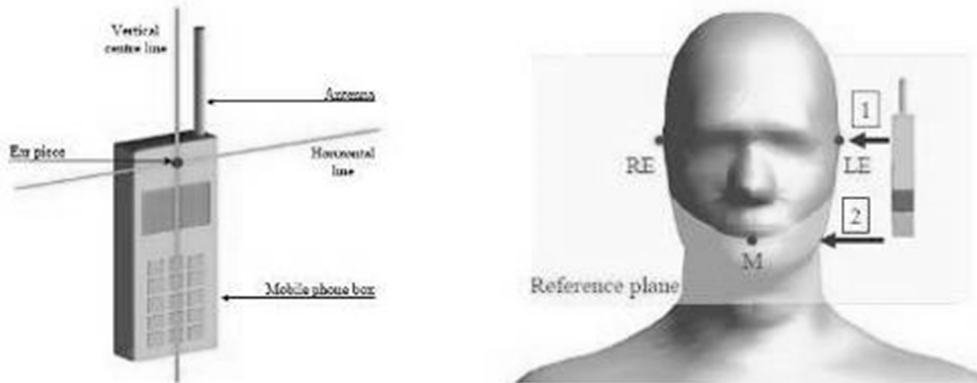 Vertical
centre line
Antenna
Ear piece
Horizontal
line
Mobile phone box
1
RE
LE
2
M
Reference plane